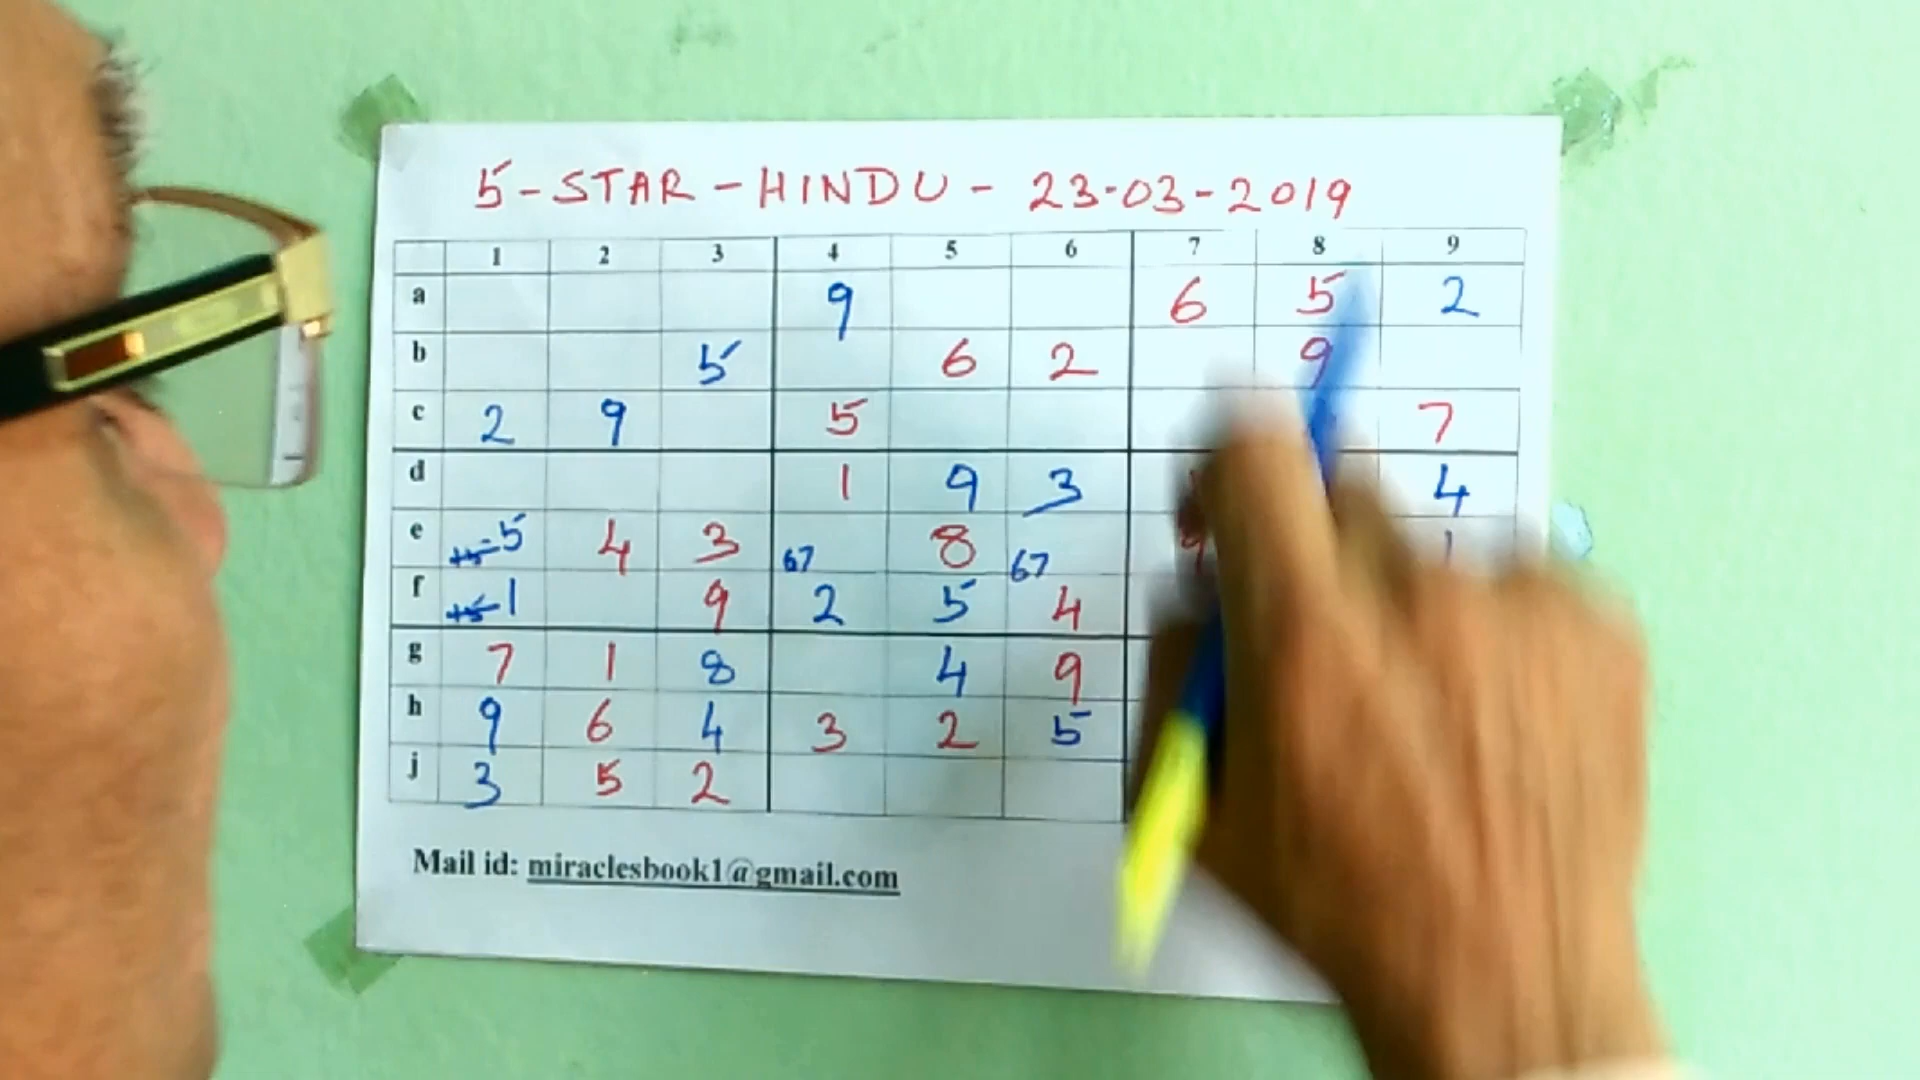 5-STAR-HINDU-23-03-2019
1 2 3 4 5 6 7 8 9
a 9 6 5 2
b 5 6 2 9
c 2 9 5 7
d 1 9 3 4
e 5 4 3 67 8 67 9 1
f 1 9 2 5 4
g 7 1 8 4 9
h 9 6 4 3 2 5
j 3 5 2
Mail id: miraclesbook1@gmail.com